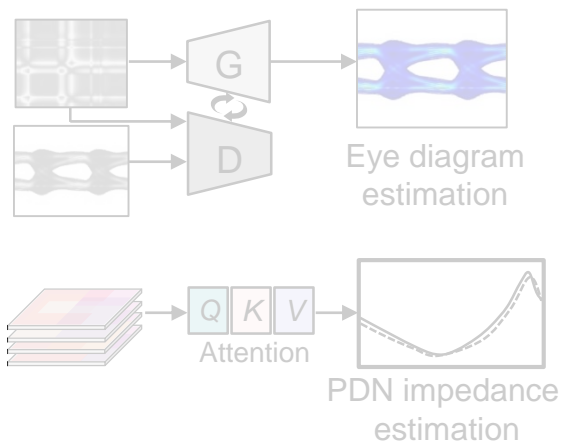 G
D
Eye diagram
estimation
Q K V
Attention
PDN impedance
estimation